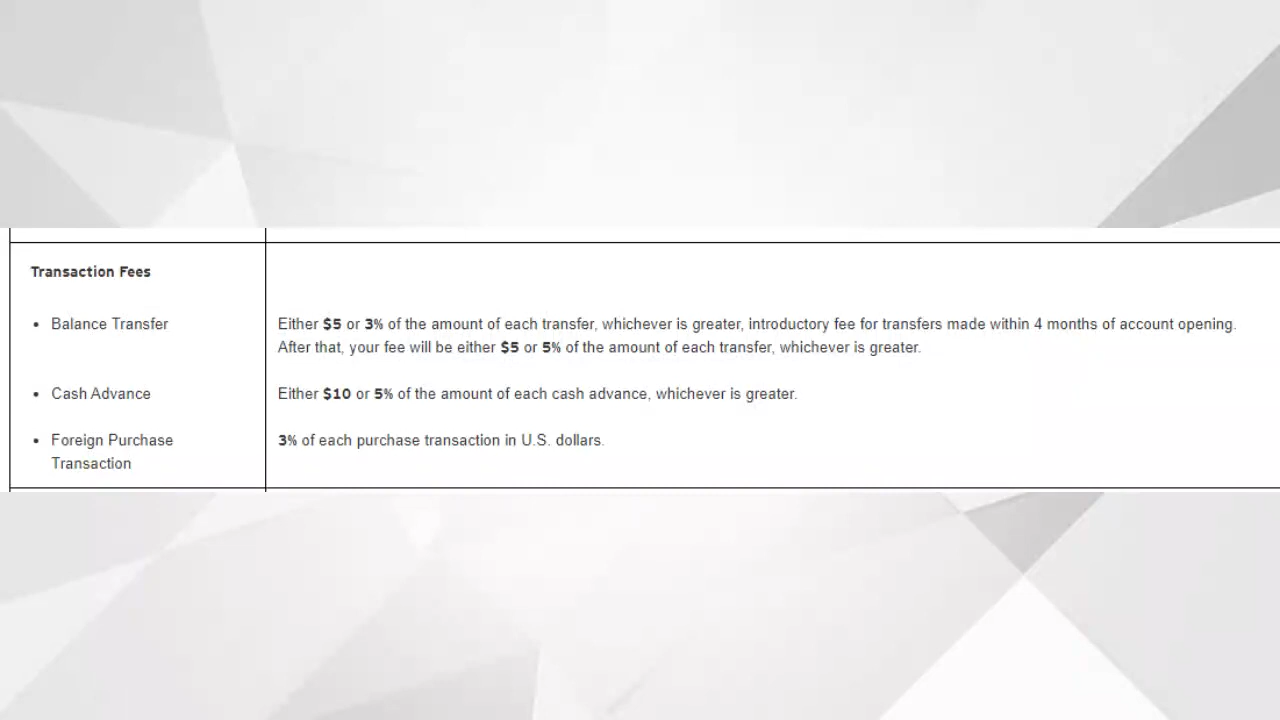 Transaction Fees
• Balance Transfer
Either $5 or 3% of the amount of each transfer, whichever is greater, introductory fee for transfers made within 4 months of account opening.
After that, your fee will be either $5 or 5% of the amount of each transfer, whichever is greater.
• Cash Advance
Either $10 or 5% of the amount of each cash advance, whichever is greater.
• Foreign Purchase
Transaction
3% of each purchase transaction in U.S. dollars.